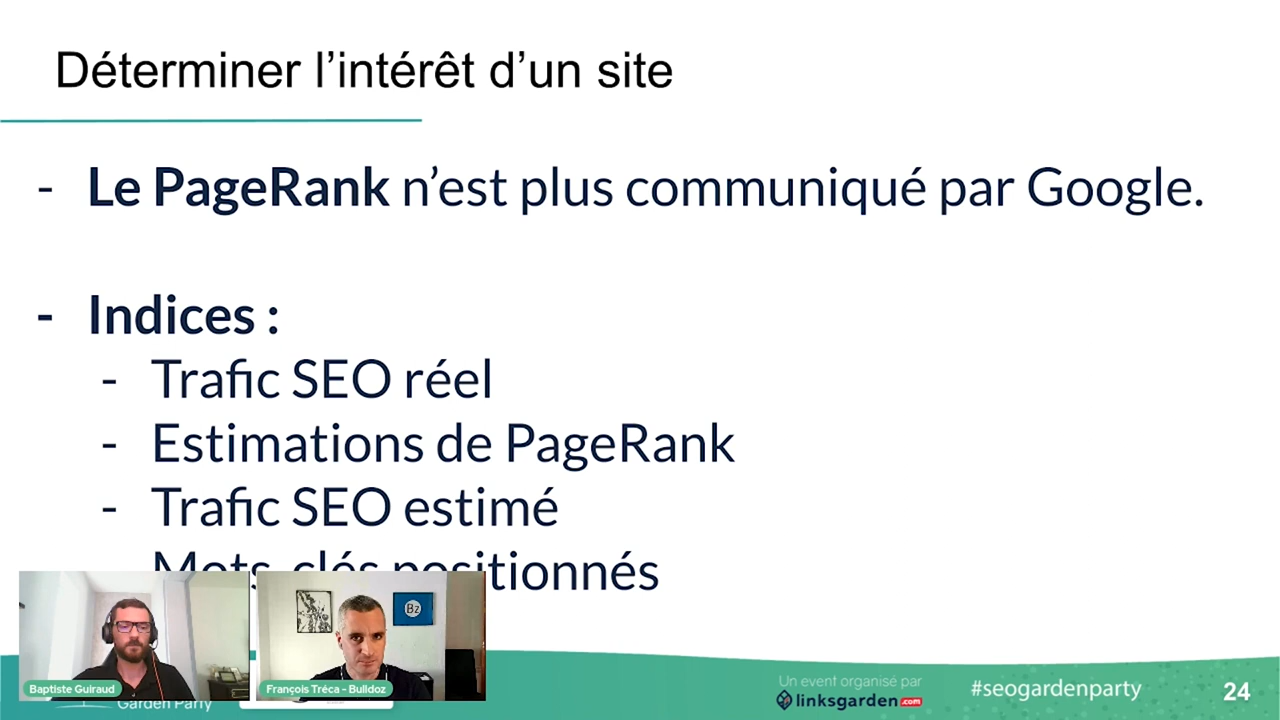 Déterminer l’intérêt d’un site
- Le PageRank n’est plus communiqué par Google.
- Indices :
- Trafic SEO réel
- Estimations de PageRank
- Trafic SEO estimé
Mots-clés positionnés
Bz
Baptiste Guiraud
François Tréca - Bulldoz
Garden Party
Un event organisé par
linksgarden.com
#seogardenparty
24